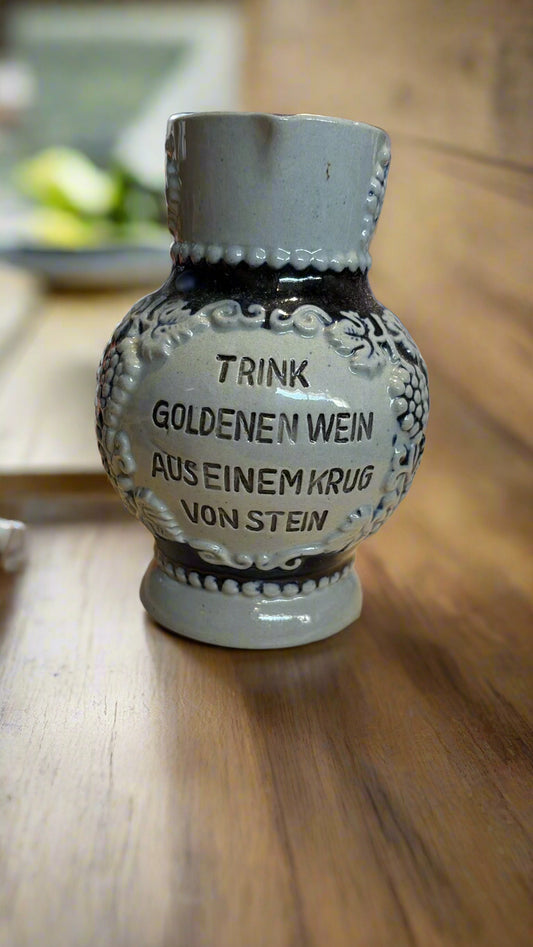 TRINK
GOLDENEN WEIN
AUS EINEM KRUG
VON STEIN